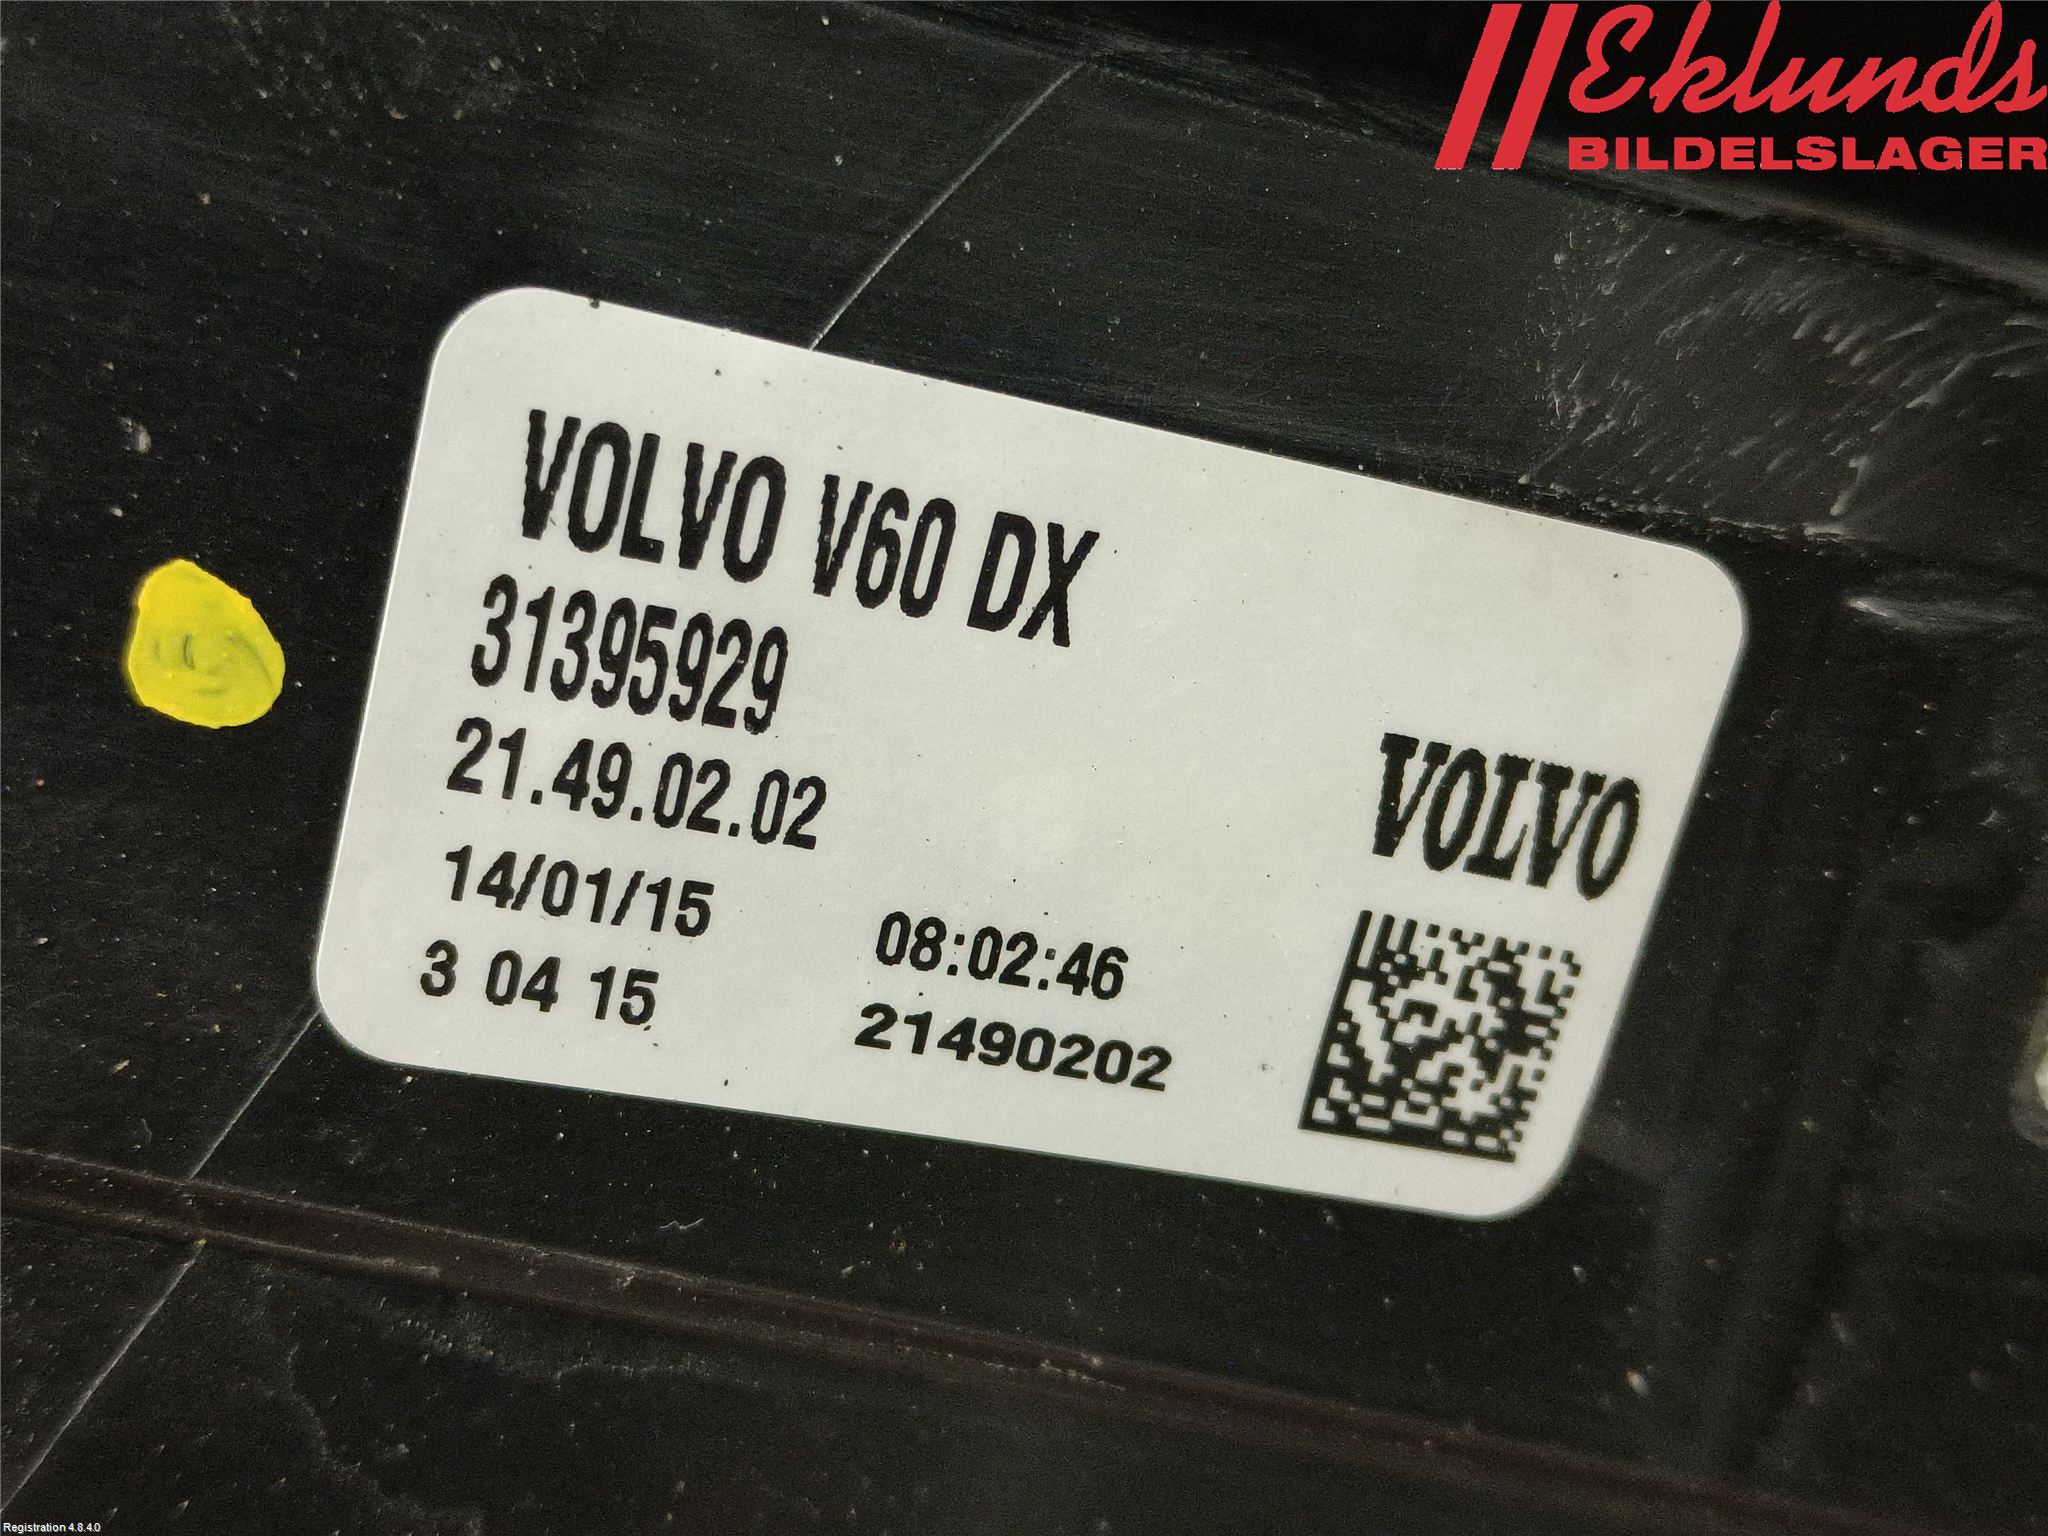 Eklunds
BILDELSLAGER
VOLVO V60 DX
31395929
21.49.02.02
14/01/15 08:02:46
3 04 15 21490202
VOLVO
Registration 4.8.4.0